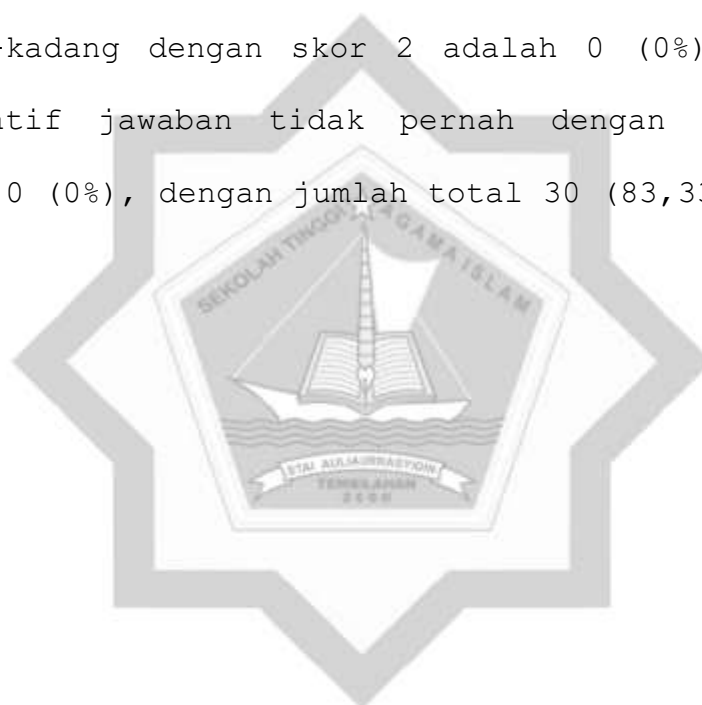 -kadang dengan skor 2 adalah 0 (0%)
atif jawaban tidak pernah dengan
0 (0%), dengan jumlah total 30 (83,33
SEKOLAH TINGGI AGAMA ISLAM
STAI AULIAURRASYIDIN
TEMBILAHAN